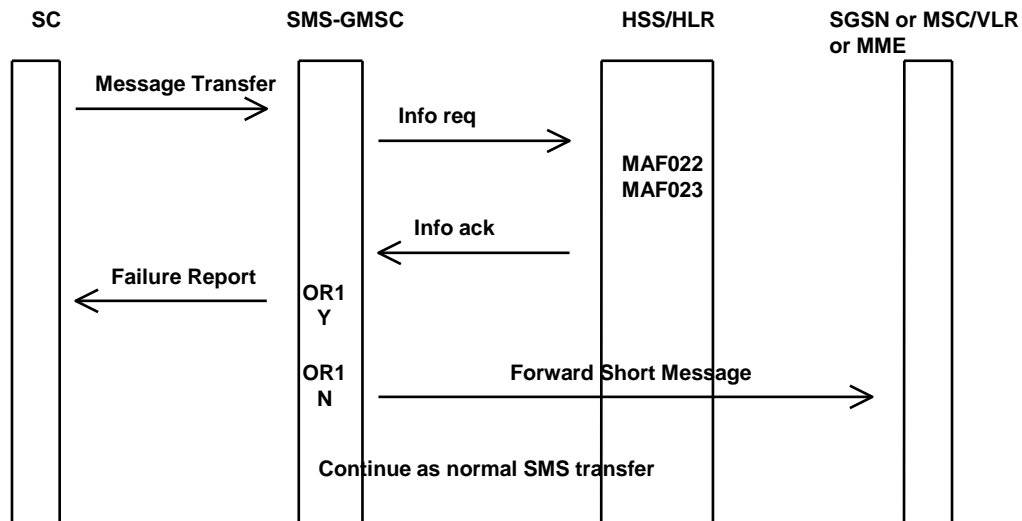 SC
SMS-GMSC
HSS/HLR
SGSN or MSC/VLR
or MME
Message Transfer
Info req
MAF022
MAF023
Info ack
Failure Report
OR1
Y
OR1
N
Forward Short Message
Continue as normal SMS transfer